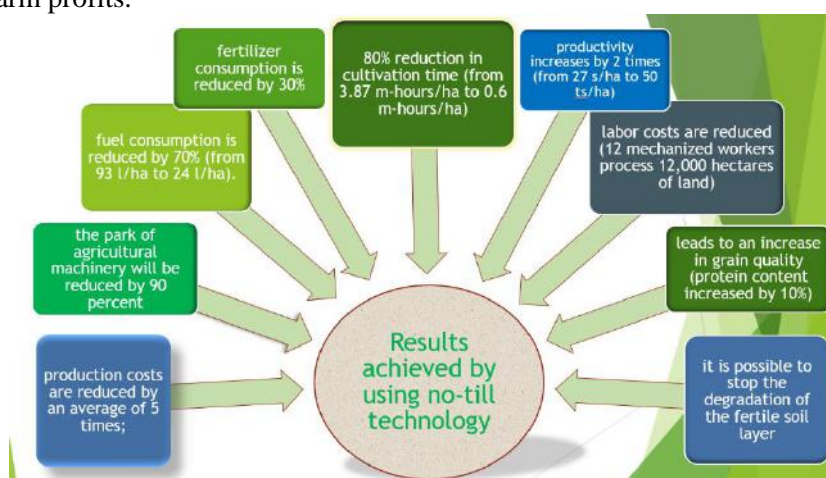 arm profits.
fertilizer
consumption is
reduced by 30%
80% reduction in
cultivation time (from
3.87 m-hours/ha to 0.6
m-hours/ha)
productivity
increases by 2 times
(from 27 s/ha to 50
ts/ha)
fuel consumption is
reduced by 70% (from
93 l/ha to 24 l/ha).
labor costs are reduced
(12 mechanized workers
process 12,000 hectares
of land)
the park of
agricultural
machinery will be
reduced by 90
percent
leads to an increase
in grain quality
(protein content
increased by 10%)
production costs
are reduced by
an average of 5
times;
it is possible to
stop the
degradation of
the fertile soil
layer
Results
achieved by
using no-till
technology